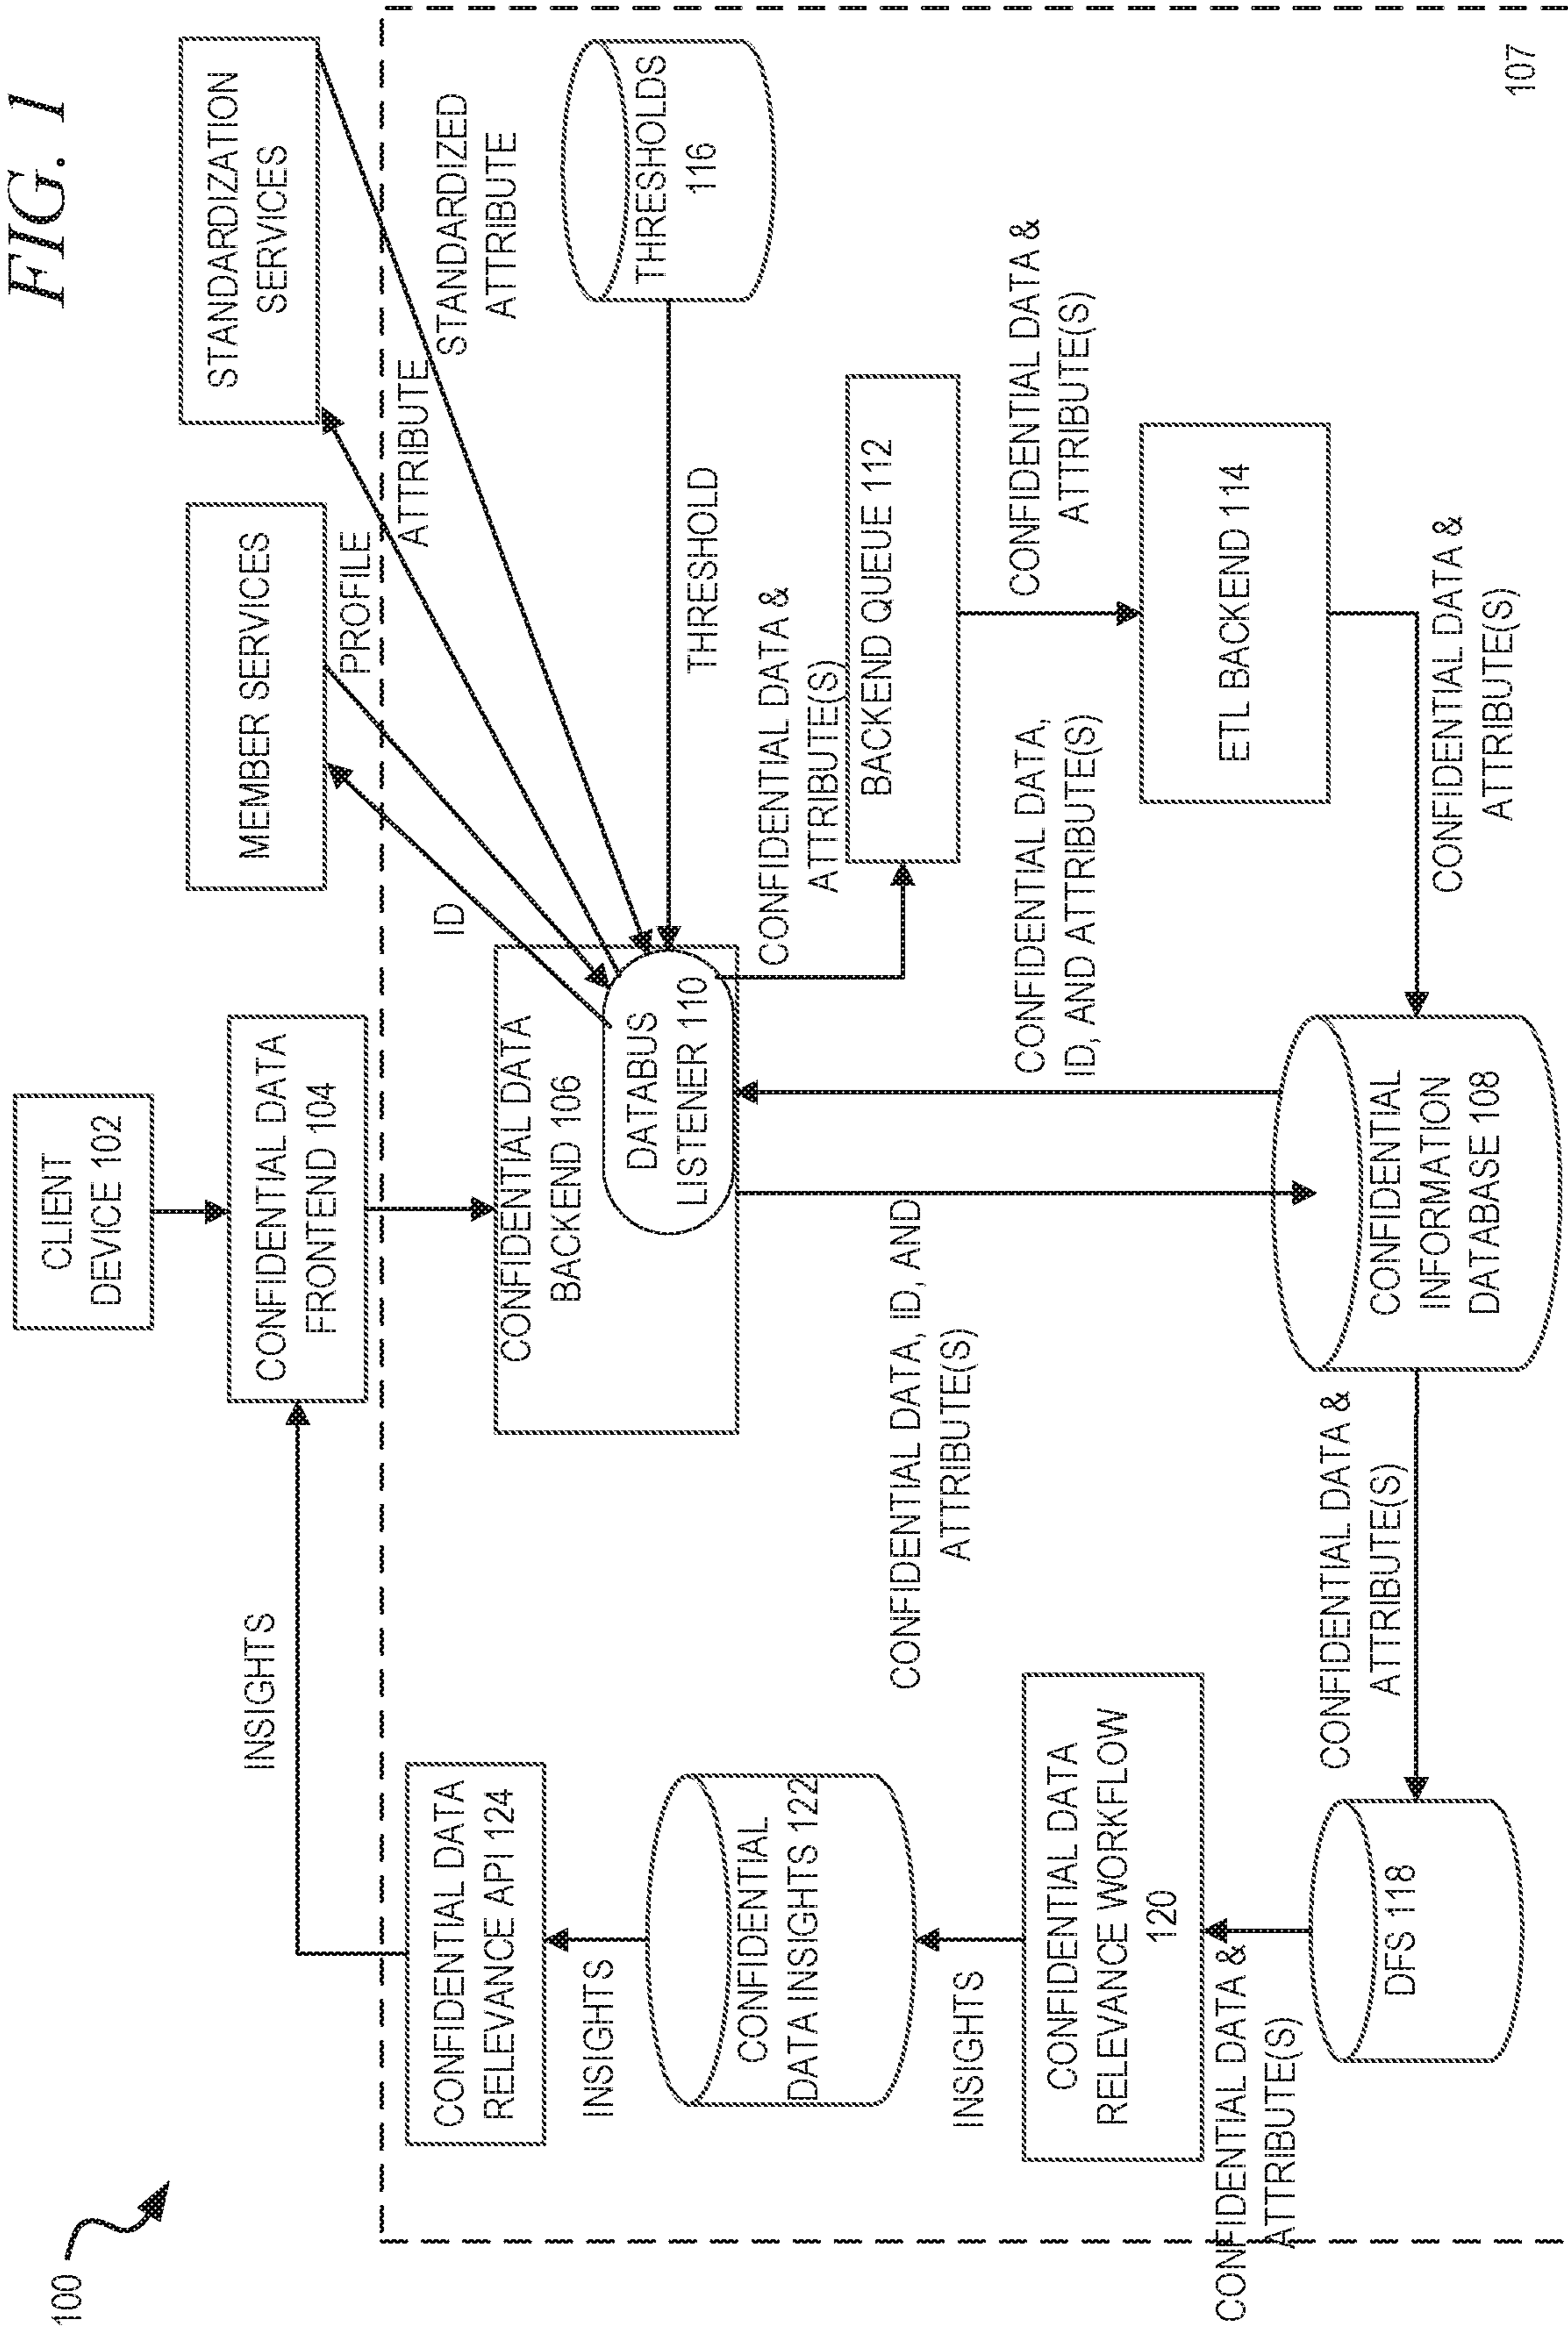 FIG. 1
100
CLIENT
DEVICE 102
INSIGHTS
CONFIDENTIAL DATA
FRONTEND 104
MEMBER SERVICES
STANDARDIZATION
SERVICES
ID
PROFILE
ATTRIBUTE
STANDARDIZED
ATTRIBUTE
CONFIDENTIAL DATA
RELEVANCE API 124
CONFIDENTIAL DATA
BACKEND 106
DATABUS
LISTENER 110
THRESHOLD
THRESHOLDS
116
INSIGHTS
CONFIDENTIAL
DATA INSIGHTS 122
CONFIDENTIAL DATA &
ATTRIBUTE(S)
BACKEND QUEUE 112
CONFIDENTIAL DATA, ID, AND
ATTRIBUTE(S)
CONFIDENTIAL DATA,
ID, AND ATTRIBUTE(S)
CONFIDENTIAL DATA &
ATTRIBUTE(S)
INSIGHTS
CONFIDENTIAL DATA
RELEVANCE WORKFLOW
120
ETL BACKEND 114
CONFIDENTIAL DATA &
ATTRIBUTE(S)
DFS 118
CONFIDENTIAL DATA &
ATTRIBUTE(S)
CONFIDENTIAL
INFORMATION
DATABASE 108
CONFIDENTIAL DATA &
ATTRIBUTE(S)
107